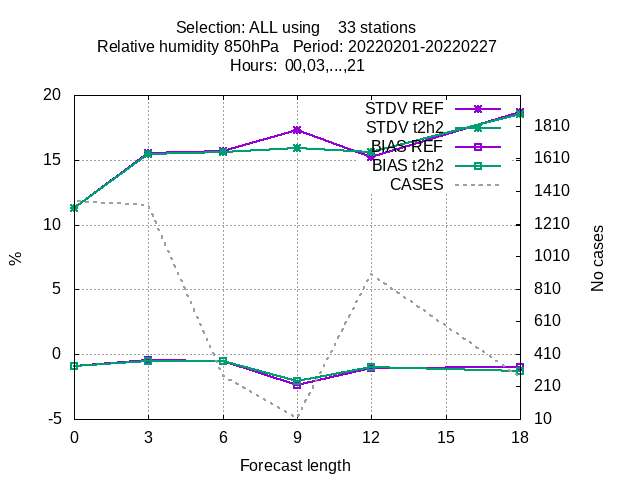 Selection: ALL using    33 stations
Relative humidity 850hPa   Period: 20220201-20220227
Hours:  00,03,...,21
20
15
10
5
0
-5
%
STDV REF
STDV t2h2
BIAS REF
BIAS t2h2
CASES
1810
1610
1410
1210
1010
810
610
410
210
10
No cases
0 3 6 9 12 15 18
Forecast length